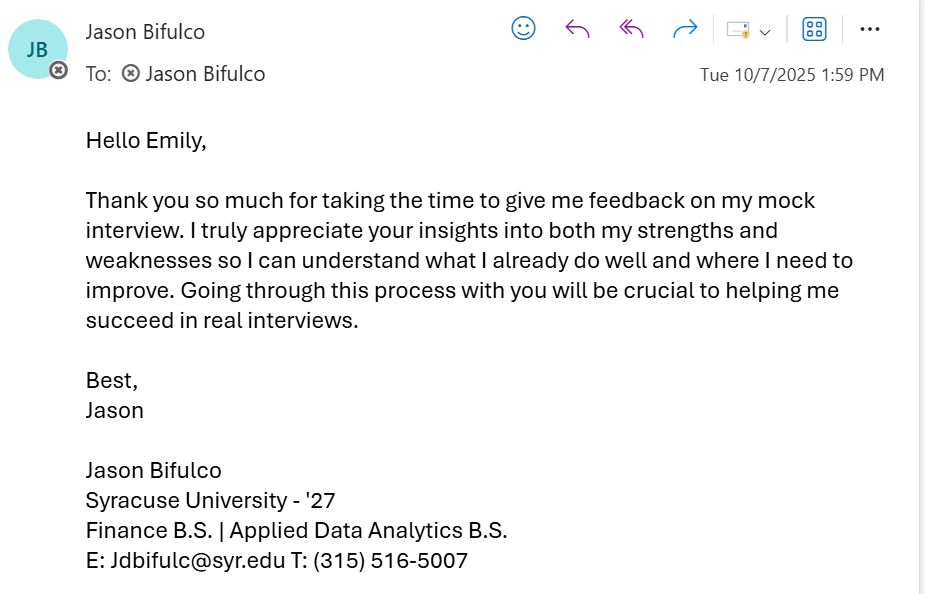 Jason Bifulco
JB
To: Jason Bifulco
Tue 10/7/2025 1:59 PM
Hello Emily,
Thank you so much for taking the time to give me feedback on my mock
interview. I truly appreciate your insights into both my strengths and
weaknesses so I can understand what I already do well and where I need to
improve. Going through this process with you will be crucial to helping me
succeed in real interviews.
Best,
Jason
Jason Bifulco
Syracuse University - '27
Finance B.S. | Applied Data Analytics B.S.
E: Jdbifulc@syr.edu T: (315) 516-5007